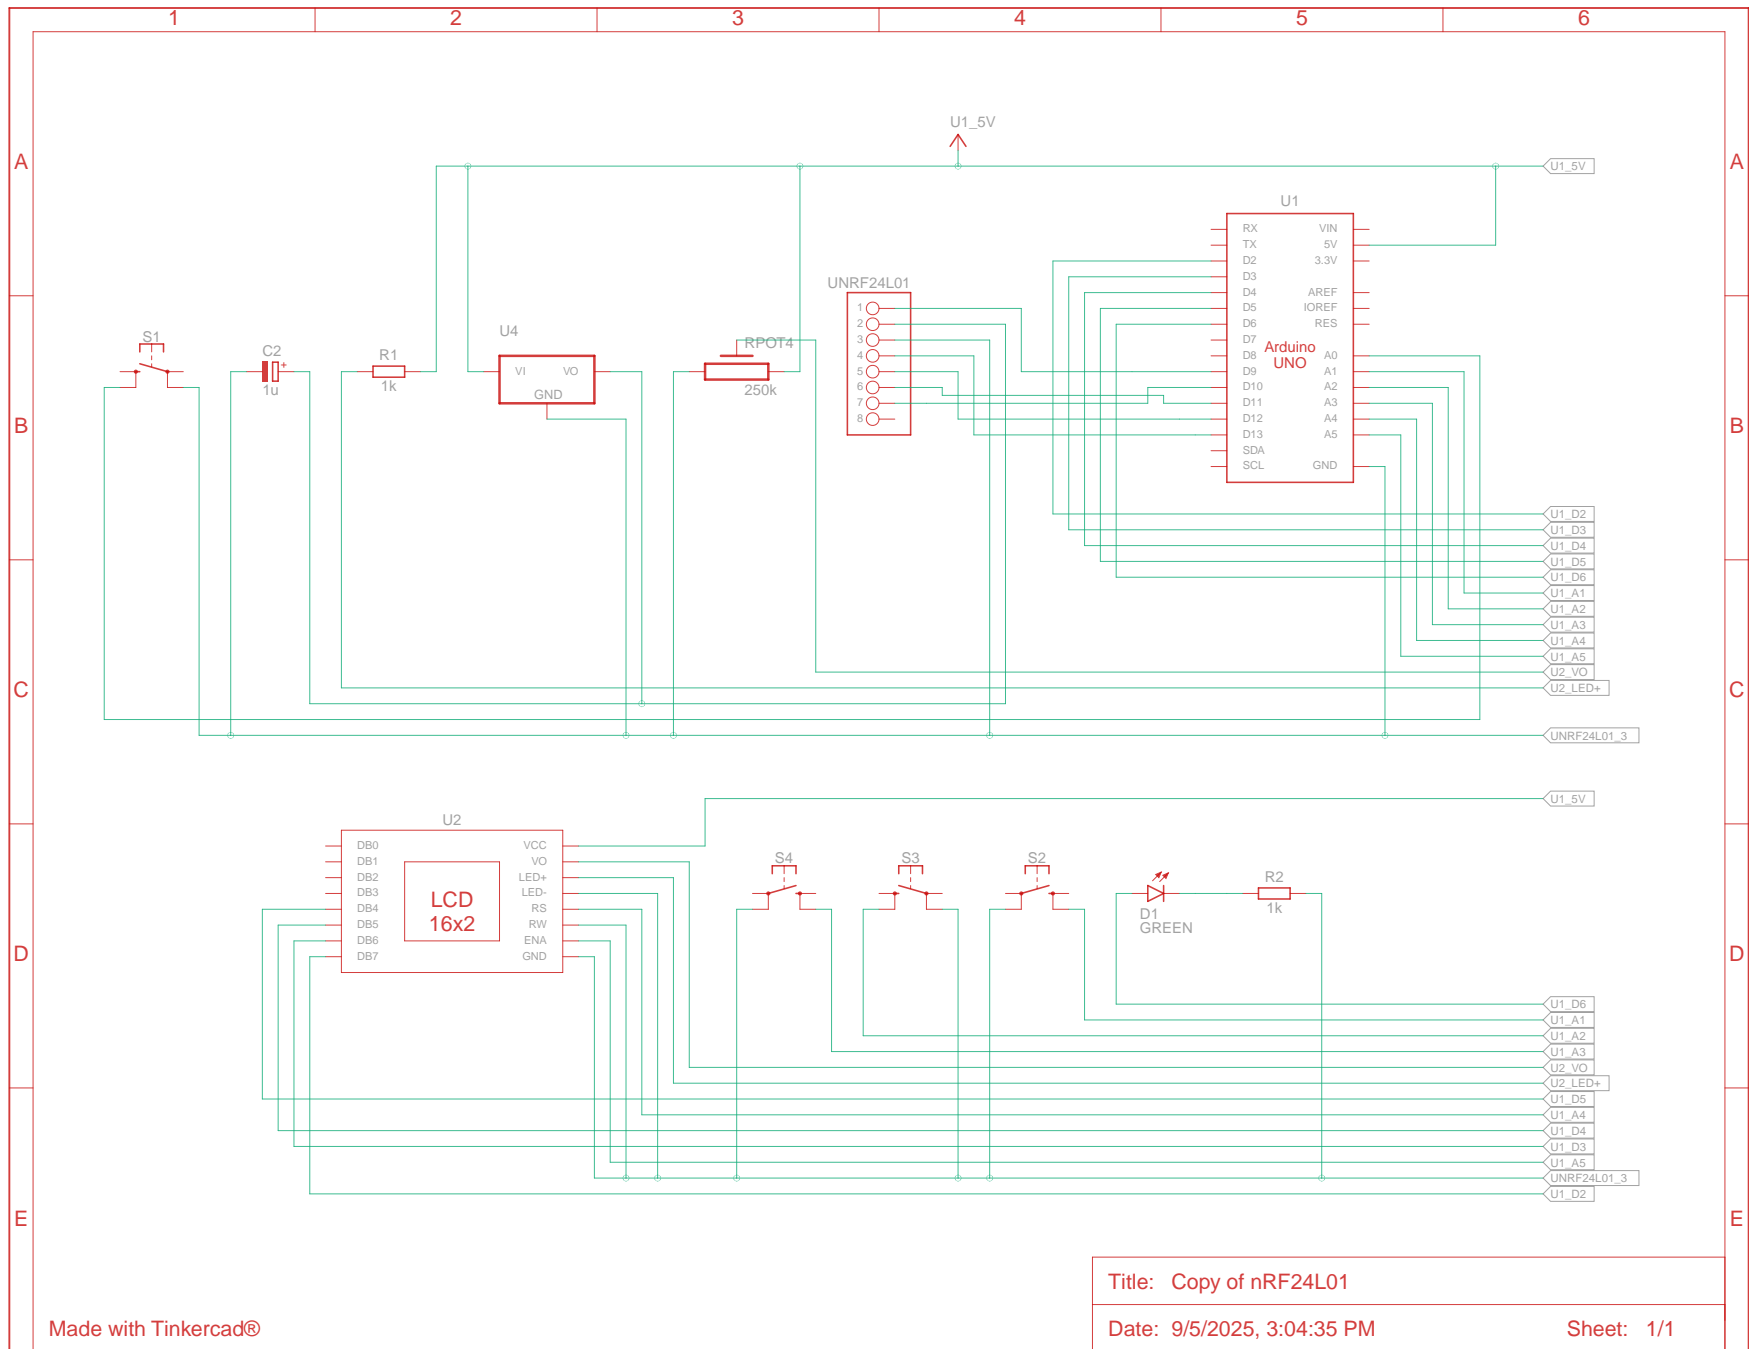 1 2 3 4 5 6
U1_5V
A U1_5V A
U1
RX VIN
TX 5V
D2 3.3V
D3
UNRF24L01
D4 AREF
1 D5 IOREF
2 D6 RES
U4
S1 3 D7
RPOT4
C2 + R1 4 D8 Arduino UNO A0
VI VO 5 D9 A1
1u 1k GND 250k 6 D10 A2
7 D11 A3
B 8 D12 A4 B
D13 A5
SDA
SCL GND
U1_D2
U1_D3
U1_D4
U1_D5
U1_D6
U1_A1
U1_A2
U1_A3
U1_A4
U1_A5
U2_VO
C U2_LED+ C
UNRF24L01_3
U1_5V
U2
DB0 VCC
DB1 VO
S4 S3 S2
DB2 LED+
R2
DB3 LED-
LCD
16x2
DB4 RS
D1 1k
DB5 RW
GREEN
DB6 ENA
D DB7 GND D
U1_D6
U1_A1
U1_A2
U1_A3
U2_VO
U2_LED+
U1_D5
U1_A4
U1_D4
U1_D3
U1_A5
UNRF24L01_3
U1_D2
E E
Title: Copy of nRF24L01
Made with Tinkercad®
Date: 9/5/2025, 3:04:35 PM Sheet: 1/1